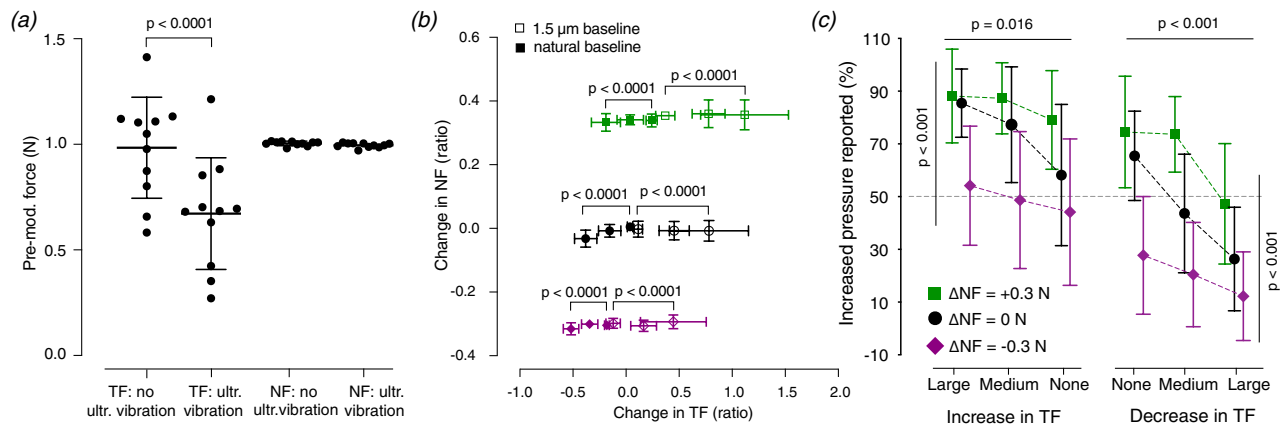 (a)
p < 0.0001
1.5
1.0
0.5
0.0
Pre-mod. force (N)
TF: no
ultr. vibration
TF: ultr.
vibration
NF: no
ultr.vibration
NF: ultr.
vibration
(b)
1.5 μm baseline
natural baseline
0.6
0.4
0.2
0.0
-0.2
-0.4
Change in NF (ratio)
p < 0.0001
p < 0.0001
p < 0.0001
p < 0.0001
p < 0.0001
p < 0.0001
-1.0
-0.5
0.0
0.5
1.0
1.5
2.0
Change in TF (ratio)
(c)
p = 0.016
p < 0.001
110
90
70
50
30
10
-10
Increased pressure reported (%)
p < 0.001
p < 0.001
ΔNF = +0.3 N
ΔNF = 0 N
ΔNF = -0.3 N
Large
Medium
None
None
Medium
Large
Increase in TF
Decrease in TF